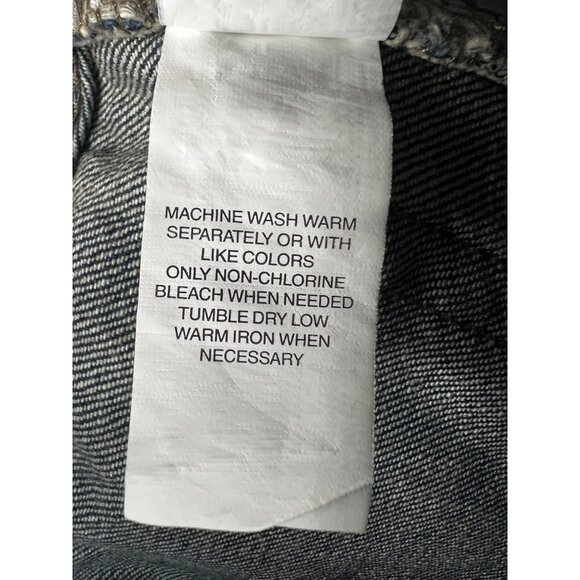 MACHINE WASH WARM
SEPARATELY OR WITH
LIKE COLORS
ONLY NON-CHLORINE
BLEACH WHEN NEEDED
TUMBLE DRY LOW
WARM IRON WHEN
NECESSARY